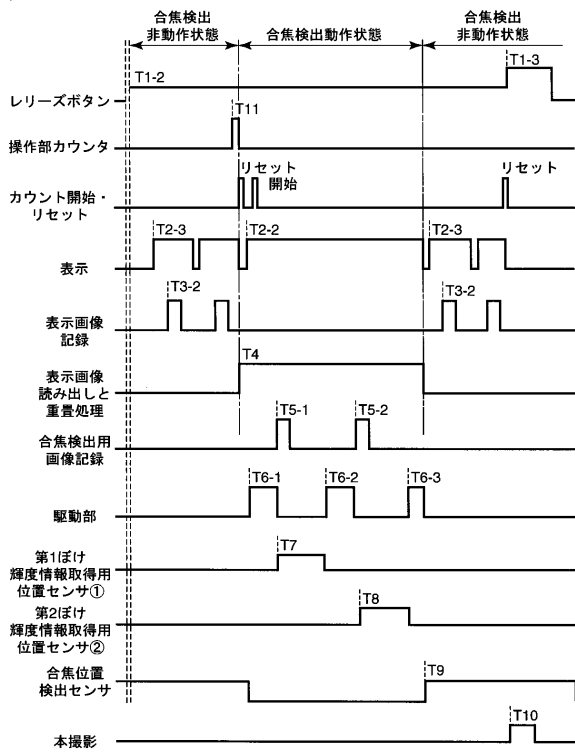 合焦検出
非動作状態
合焦検出動作状態
合焦検出
非動作状態
T1-2
T1-3
レリーズボタン
T11
操作部カウンタ
リセット
開始
リセット
カウント開始・
リセット
T2-3
T2-2
T2-3
表示
T3-2
T3-2
表示画像
記録
T4
表示画像
読み出しと
重畳処理
T5-1
T5-2
合焦検出用
画像記録
T6-1
T6-2
T6-3
駆動部
T7
第1ぼけ
輝度情報取得用
位置センサ①
T8
第2ぼけ
輝度情報取得用
位置センサ②
T9
合焦位置
検出センサ
T10
本撮影